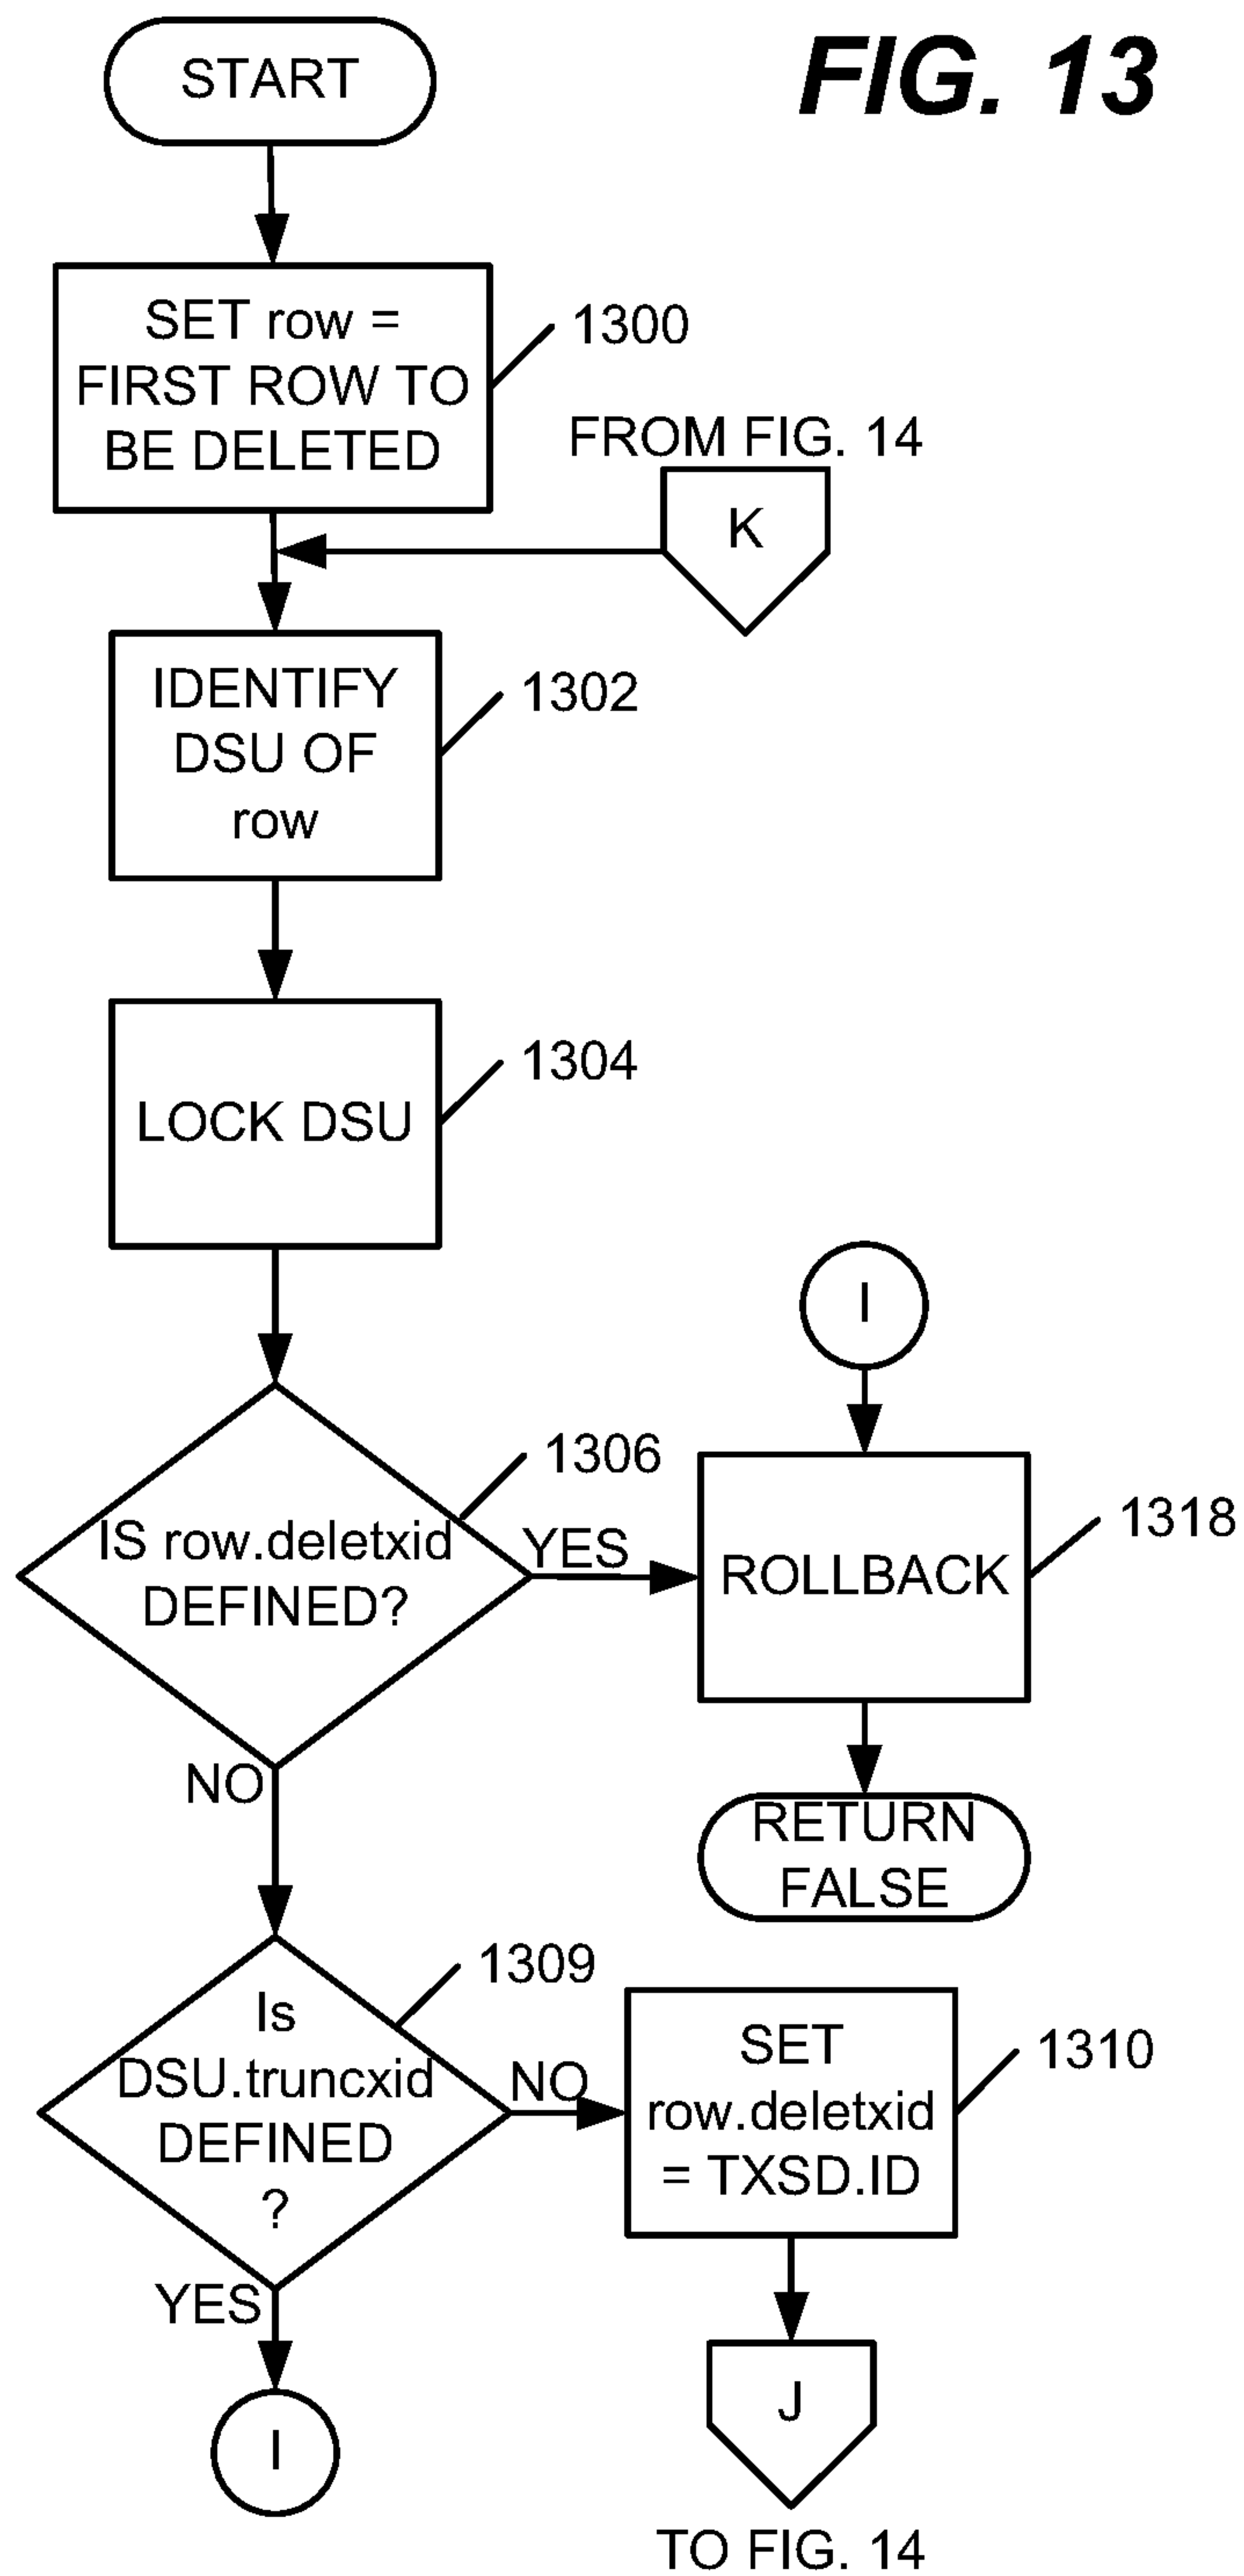 START
FIG. 13
SET row =
FIRST ROW TO
BE DELETED
1300
FROM FIG. 14
K
IDENTIFY
DSU OF
row
1302
LOCK DSU
1304
I
IS row.deletxid
DEFINED?
1306
YES
ROLLBACK
1318
NO
RETURN
FALSE
Is
DSU.truncxid
DEFINED
?
1309
NO
SET
row.deletxid
= TXSD.ID
1310
YES
I
J
TO FIG. 14